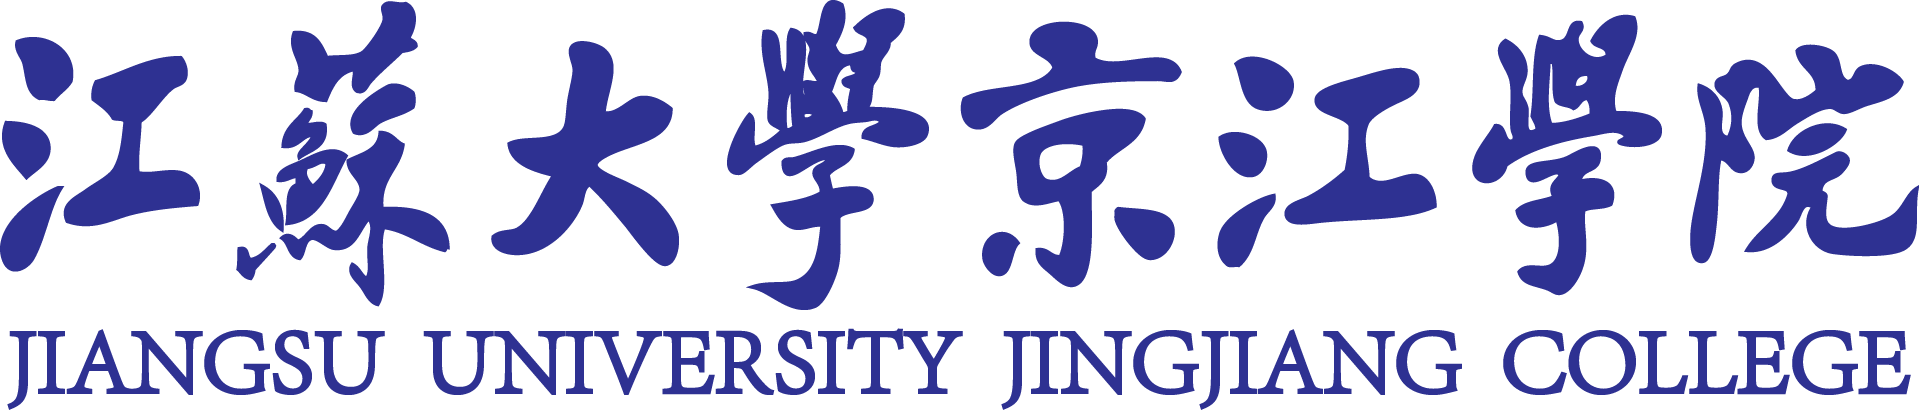 江蘇大學京江學院
JIANGSU UNIVERSITY JINGJIANG COLLEGE